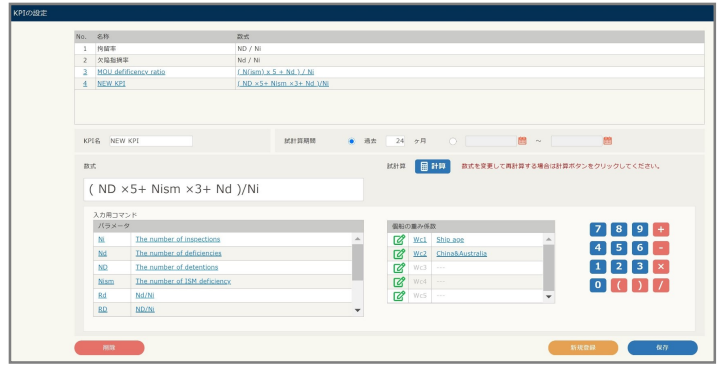 KPIの設定
No. 名称 数式
1 拘留率 ND / Ni
2 欠陥指摘率 Nd / Ni
3 MOU defificency ratio ( N(ism) x 5 + Nd ) / Ni
4 NEW KPI ( ND ×5+ Nism ×3+ Nd )/Ni
KPI名 NEW KPI 試計算期間 過去 24 ヶ月 ~
数式 試計算 計算 数式を変更して再計算する場合は計算ボタンをクリックしてください。
( ND ×5+ Nism ×3+ Nd )/Ni
入力用コマンド
パラメータ 個船の重み係数
Ni The number of inspections Wc1 Ship age
Nd The number of deficiencies Wc2 China&Australia
ND The number of detentions Wc3 ---
Nism The number of ISM deficiency Wc4 ---
Rd Nd/Ni Wc5 ---
RD ND/Ni
7 8 9 +
4 5 6 -
1 2 3 ×
0 ( ) /
削除 新規登録 保存